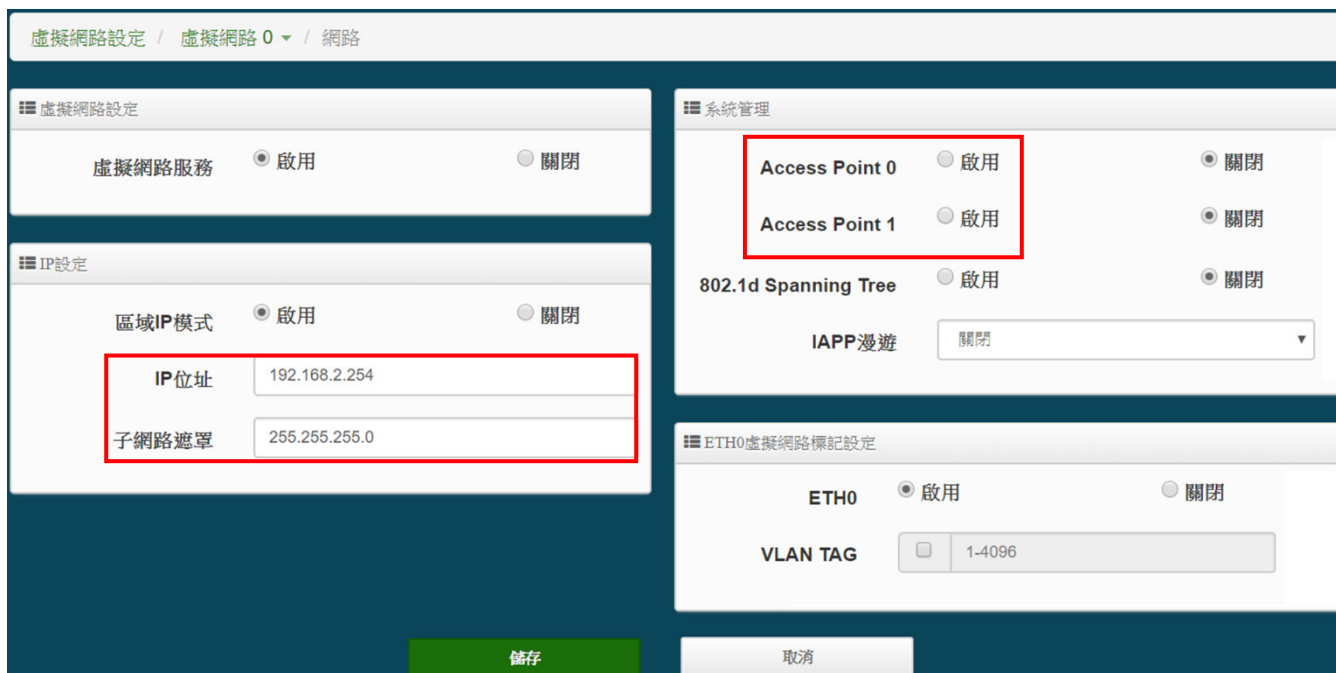 虛擬網路設定 / 虛擬網路 0 / 網路
虛擬網路設定
虛擬網路服務 啟用 關閉
IP設定
區域IP模式 啟用 關閉
IP位址 192.168.2.254
子網路遮罩 255.255.255.0
系統管理
Access Point 0 啟用 關閉
Access Point 1 啟用 關閉
802.1d Spanning Tree 啟用 關閉
IAPP漫遊 關閉
ETH0虛擬網路標記設定
ETH0 啟用 關閉
VLAN TAG 1-4096
儲存 取消